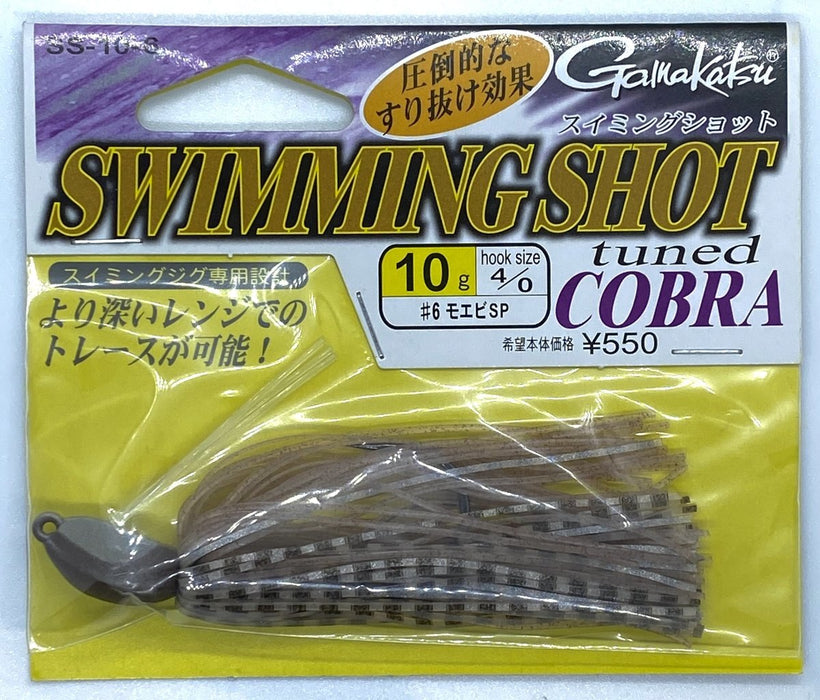 SS-10-6
圧倒的な
すり抜け効果
Gamakatsu
スイミングショット
SWIMMING SHOT
tuned
COBRA
スイミングジグ専用設計
より深いレンジでの
トレースが可能！
10g
hook size
4/0
#6 モエビSP
希望本体価格 ¥550